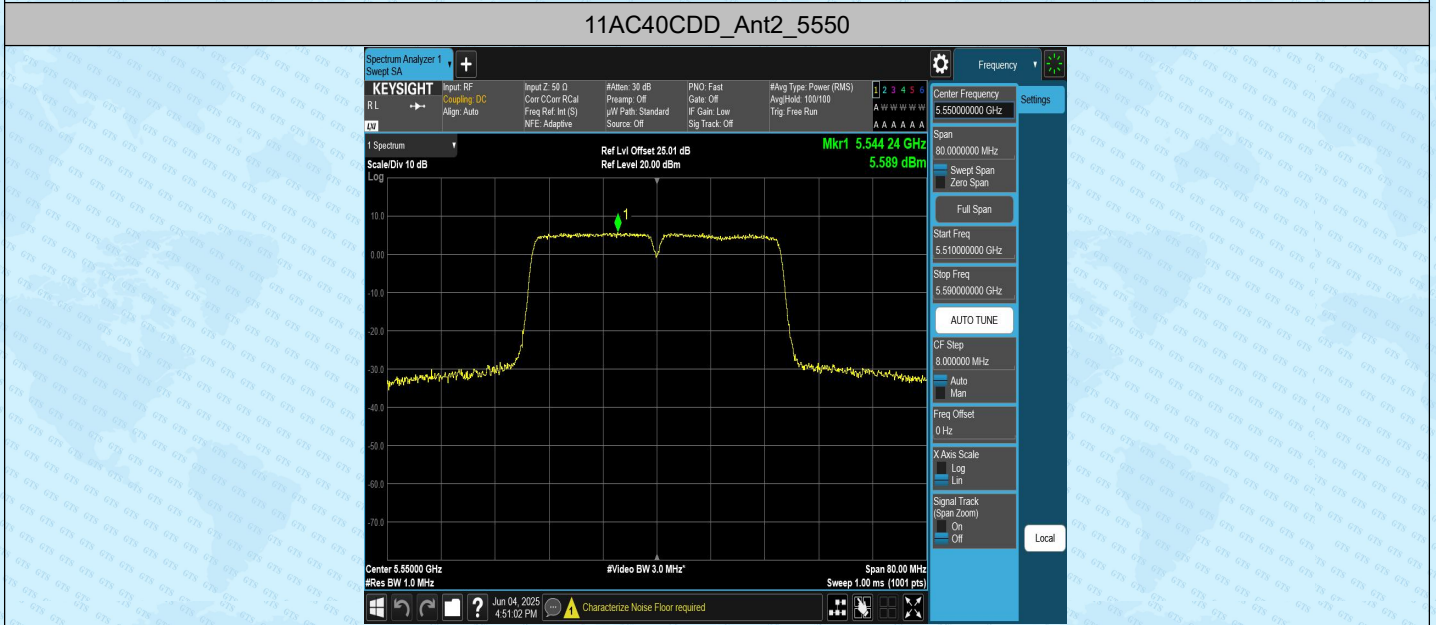 11AC40CDD_Ant2_5550
Spectrum Analyzer 1
Swept SA
Frequency
KEYSIGHT
R L
LXI
Input: RF
Coupling: DC
Align: Auto
Input Z: 50 Ω
Corr CCorr RCal
Freq Ref: Int (S)
NFE: Adaptive
#Atten: 30 dB
Preamp: Off
µW Path: Standard
Source: Off
PNO: Fast
Gate: Off
IF Gain: Low
Sig Track: Off
#Avg Type: Power (RMS)
Avg|Hold: 100/100
Trig: Free Run
1 2 3 4 5 6
A W W W W W
A A A A A A
1 Spectrum
Scale/Div 10 dB
Log
Ref Lvl Offset 25.01 dB
Ref Level 20.00 dBm
Mkr1 5.544 24 GHz
5.589 dBm
1
10.0
0.00
-10.0
-20.0
-30.0
-40.0
-50.0
-60.0
-70.0
Center 5.55000 GHz
#Res BW 1.0 MHz
#Video BW 3.0 MHz*
Span 80.00 MHz
Sweep 1.00 ms (1001 pts)
Jun 04, 2025
4:51:02 PM
Characterize Noise Floor required
Center Frequency
5.550000000 GHz
Settings
Span
80.0000000 MHz
Swept Span
Zero Span
Full Span
Start Freq
5.510000000 GHz
Stop Freq
5.590000000 GHz
AUTO TUNE
CF Step
8.000000 MHz
Auto
Man
Freq Offset
0 Hz
X Axis Scale
Log
Lin
Signal Track
(Span Zoom)
On
Off
Local